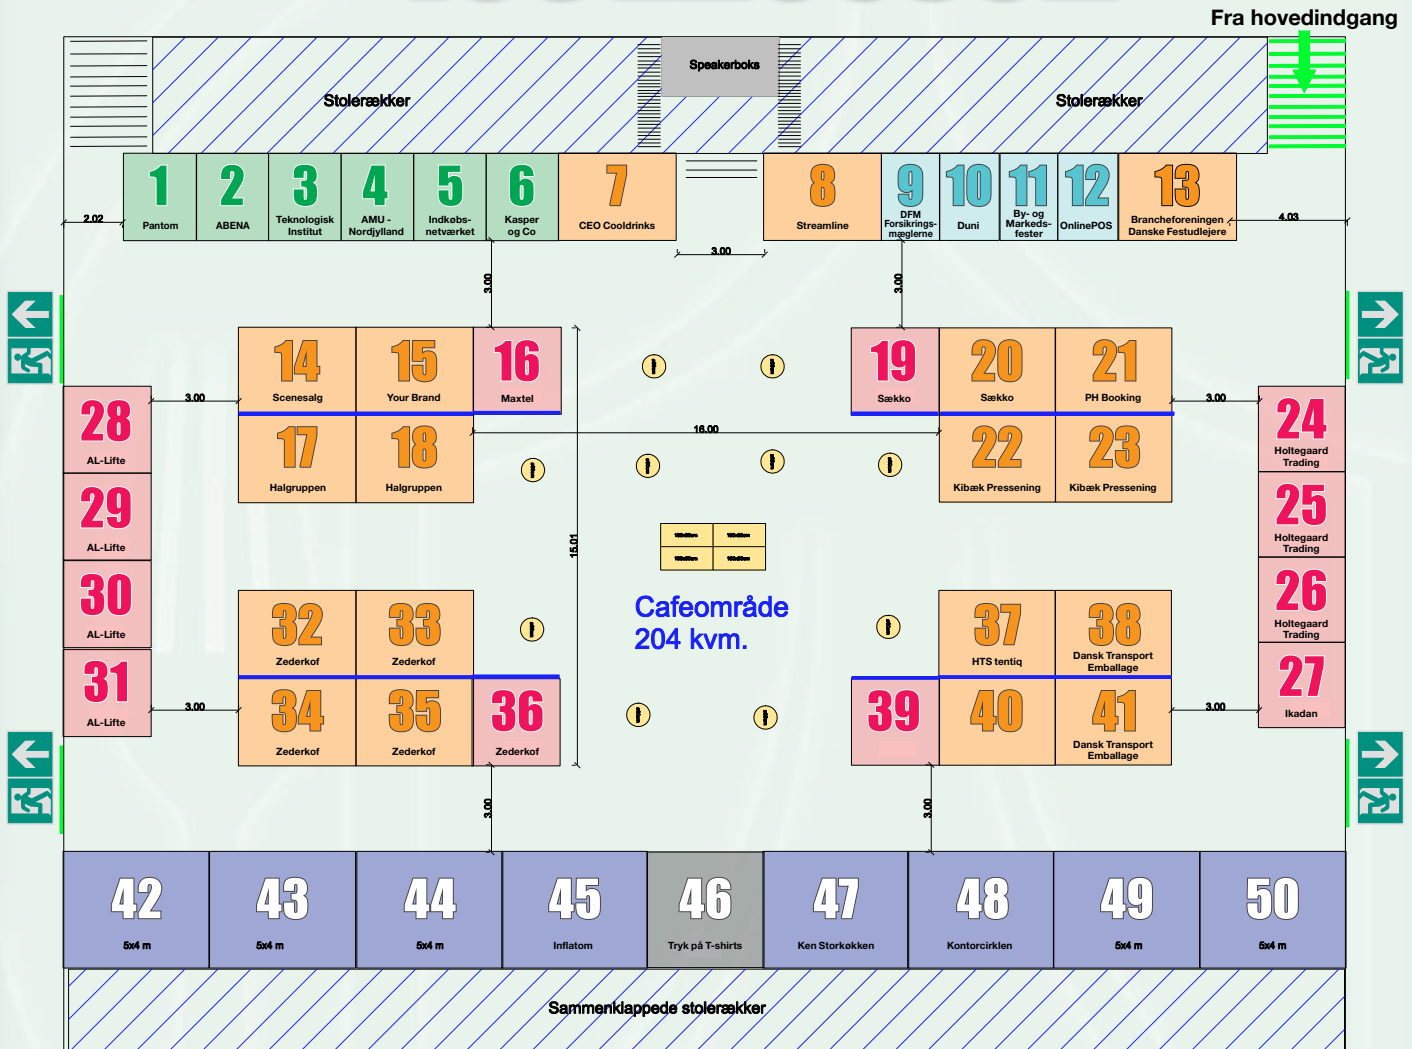 Fra hovedindgang
Speakerboks
Stolerækker
Stolerækker
1
Pantom
2
ABENA
3
Teknologisk
Institut
4
AMU -
Nordjylland
5
Indkøbs-
netværket
6
Kasper
og Co
7
CEO Cooldrinks
8
Streamline
9
DFM
Forsikrings-
mæglerne
10
Duni
11
By- og
Markeds-
fester
12
OnlinePOS
13
Brancheforeningen
Danske Festudlejere
2.02
4.03
3.00
3.00
3.00
14
Scenesalg
15
Your Brand
16
Maxtel
19
Sækko
20
Sækko
21
PH Booking
3.00
3.00
16.00
17
Halgruppen
18
Halgruppen
22
Kibæk Pressening
23
Kibæk Pressening
28
AL-Lifte
29
AL-Lifte
30
AL-Lifte
31
AL-Lifte
24
Holtegaard
Trading
25
Holtegaard
Trading
26
Holtegaard
Trading
27
Ikadan
15.01
Cafeområde
204 kvm.
32
Zederkof
33
Zederkof
34
Zederkof
35
Zederkof
36
Zederkof
37
HTS tentiq
38
Dansk Transport
Emballage
39
40
41
Dansk Transport
Emballage
3.00
3.00
3.00
3.00
42
5x4 m
43
5x4 m
44
5x4 m
45
Inflatom
46
Tryk på T-shirts
47
Ken Storkøkken
48
Kontorcirklen
49
5x4 m
50
5x4 m
Sammenklappede stolerækker